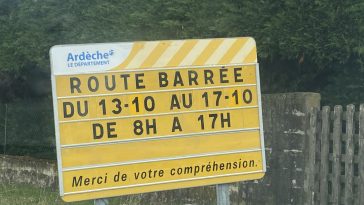 Ardèche
LE DÉPARTEMENT
ROUTE BARRÉE
DU 13-10 AU 17-10
DE 8H A 17H
Merci de votre compréhension.